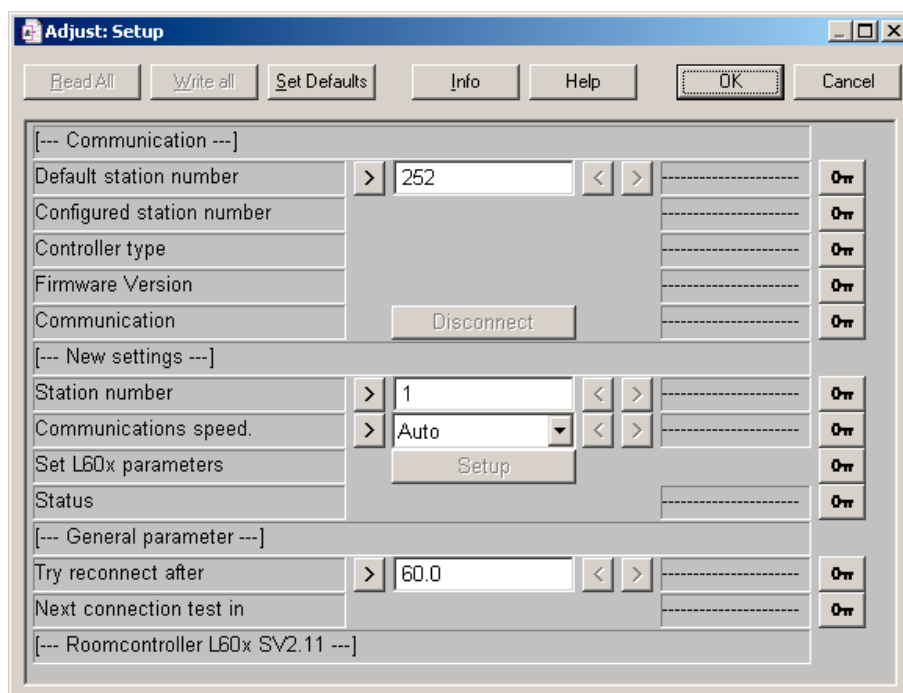 Adjust: Setup
Read All Write all Set Defaults Info Help OK Cancel
[--- Communication ---]
Default station number > 252 < > ----------------------
Configured station number ----------------------
Controller type ----------------------
Firmware Version ----------------------
Communication Disconnect ----------------------
[--- New settings ---]
Station number > 1 < > ----------------------
Communications speed. > Auto < > ----------------------
Set L60x parameters Setup
Status ----------------------
[--- General parameter ---]
Try reconnect after > 60.0 < > ----------------------
Next connection test in ----------------------
[--- Roomcontroller L60x SV2.11 ---]